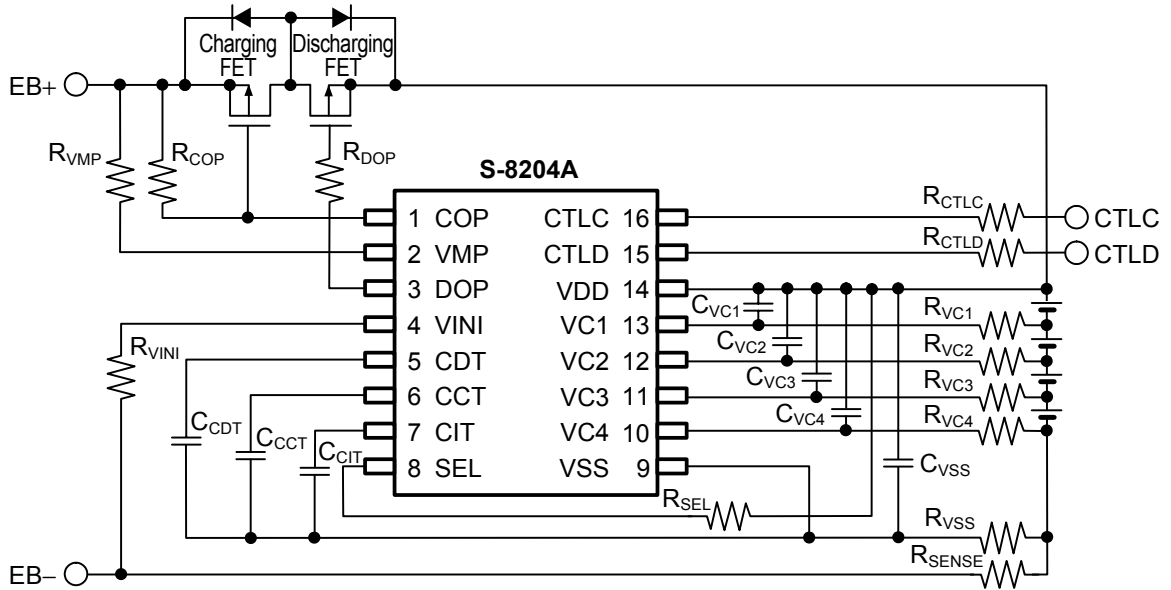 Charging Discharging
FET FET
EB+
RVMP
RCOP
RDOP
S-8204A
RCTLC
1 COP CTLC 16 CTLC
RCTLD
2 VMP CTLD 15 CTLD
3 DOP VDD 14
CVC1 RVC1
4 VINI VC1 13
RVINI
CVC2 RVC2
5 CDT VC2 12
CVC3 RVC3
6 CCT VC3 11
CVC4 RVC4
CCDT
CCCT
CCIT
7 CIT VC4 10
8 SEL VSS 9
CVSS
RSEL
RVSS
RSENSE
EB−